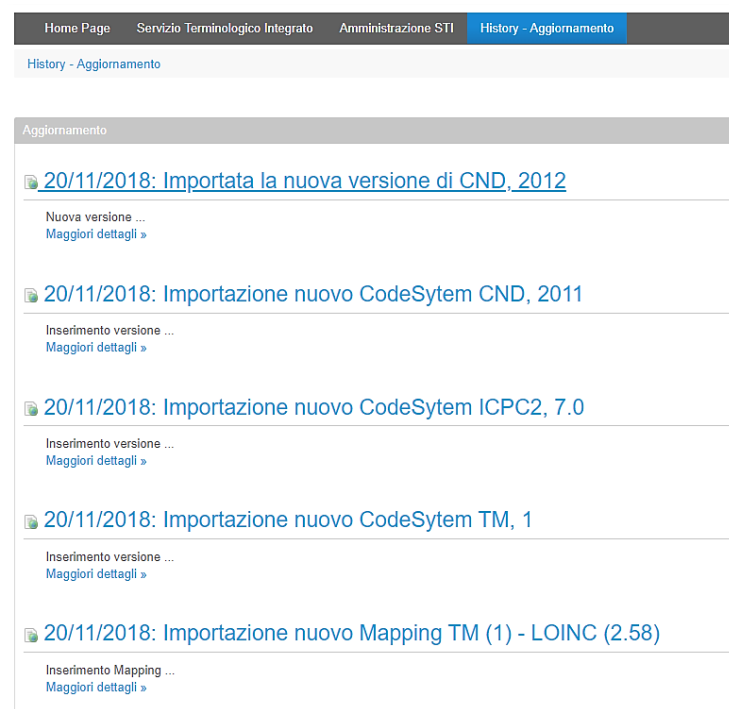 Home Page Servizio Terminologico Integrato Amministrazione STI History - Aggiornamento
History - Aggiornamento
Aggiornamento
20/11/2018: Importata la nuova versione di CND, 2012
Nuova versione ...
Maggiori dettagli »
20/11/2018: Importazione nuovo CodeSytem CND, 2011
Inserimento versione ...
Maggiori dettagli »
20/11/2018: Importazione nuovo CodeSytem ICPC2, 7.0
Inserimento versione ...
Maggiori dettagli »
20/11/2018: Importazione nuovo CodeSytem TM, 1
Inserimento versione ...
Maggiori dettagli »
20/11/2018: Importazione nuovo Mapping TM (1) - LOINC (2.58)
Inserimento Mapping ...
Maggiori dettagli »